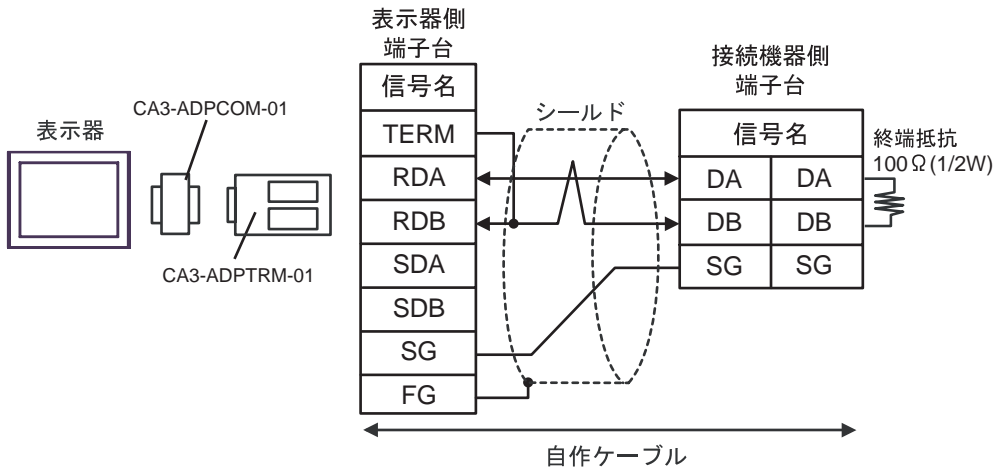 表示器側
端子台
接続機器側
端子台
信号名
CA3-ADPCOM-01
シールド
表示器
TERM
信号名
終端抵抗
100Ω(1/2W)
RDA
DA
DA
RDB
DB
DB
SDA
SG
SG
CA3-ADPTRM-01
SDB
SG
FG
自作ケーブル